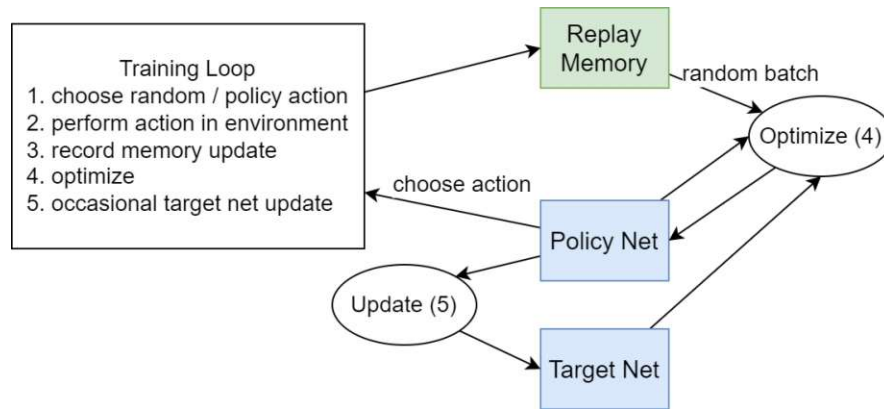 Training Loop
1. choose random / policy action
2. perform action in environment
3. record memory update
4. optimize
5. occasional target net update
Replay
Memory
random batch
Optimize (4)
choose action
Policy Net
Update (5)
Target Net